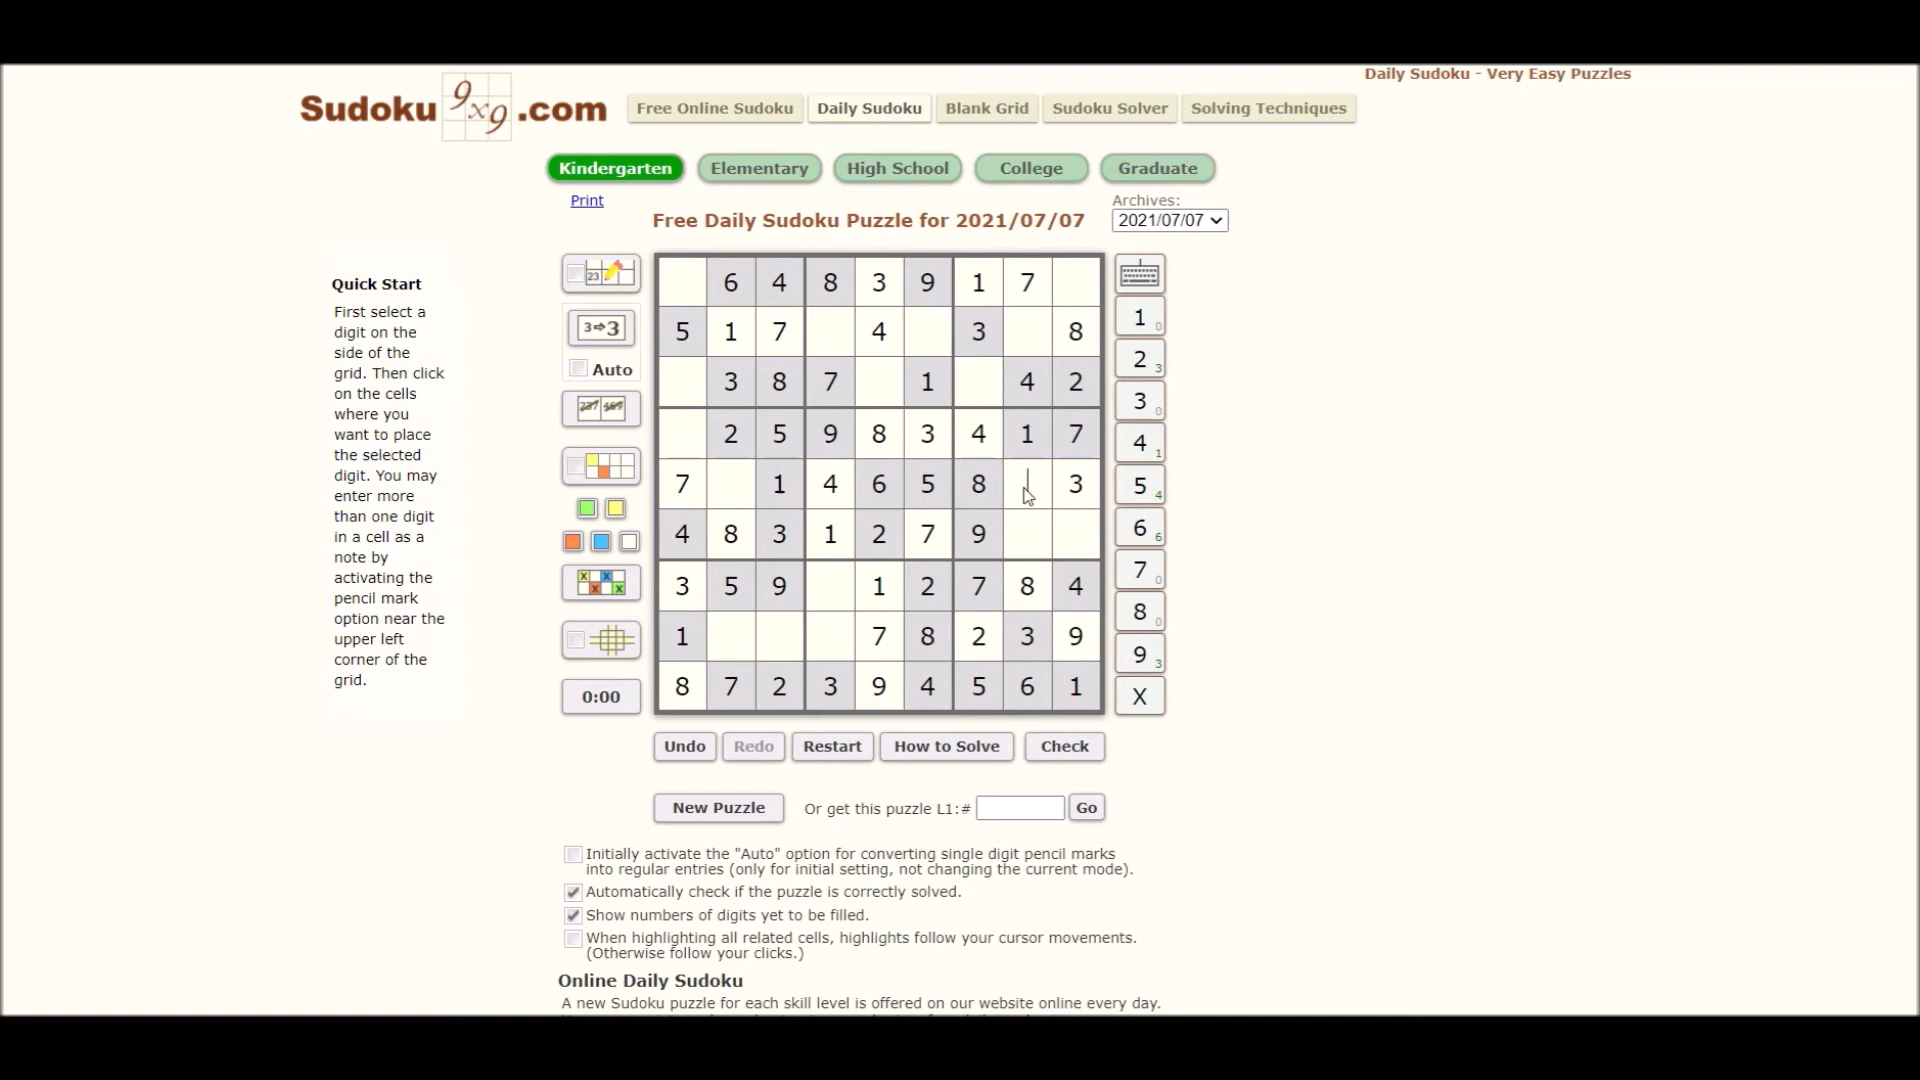 Daily Sudoku - Very Easy Puzzles
Sudoku 9x9 .com
Free Online Sudoku Daily Sudoku Blank Grid Sudoku Solver Solving Techniques
Kindergarten Elementary High School College Graduate
Print
Archives:
Free Daily Sudoku Puzzle for 2021/07/07
2021/07/07
Quick Start
First select a
digit on the
side of the
grid. Then click
on the cells
where you
want to place
the selected
digit. You may
enter more
than one digit
in a cell as a
note by
activating the
pencil mark
option near the
upper left
corner of the
grid.
23
3⇨3
Auto
0:00
6 4 8 3 9 1 7
5 1 7 4 3 8
3 8 7 1 4 2
2 5 9 8 3 4 1 7
7 1 4 6 5 8 3
4 8 3 1 2 7 9
3 5 9 1 2 7 8 4
1 7 8 2 3 9
8 7 2 3 9 4 5 6 1
1 0
2 3
3 0
4 1
5 4
6 6
7 0
8 0
9 3
X
Undo Redo Restart How to Solve Check
New Puzzle Or get this puzzle L1:# Go
Initially activate the "Auto" option for converting single digit pencil marks
into regular entries (only for initial setting, not changing the current mode).
Automatically check if the puzzle is correctly solved.
Show numbers of digits yet to be filled.
When highlighting all related cells, highlights follow your cursor movements.
(Otherwise follow your clicks.)
Online Daily Sudoku
A new Sudoku puzzle for each skill level is offered on our website online every day.